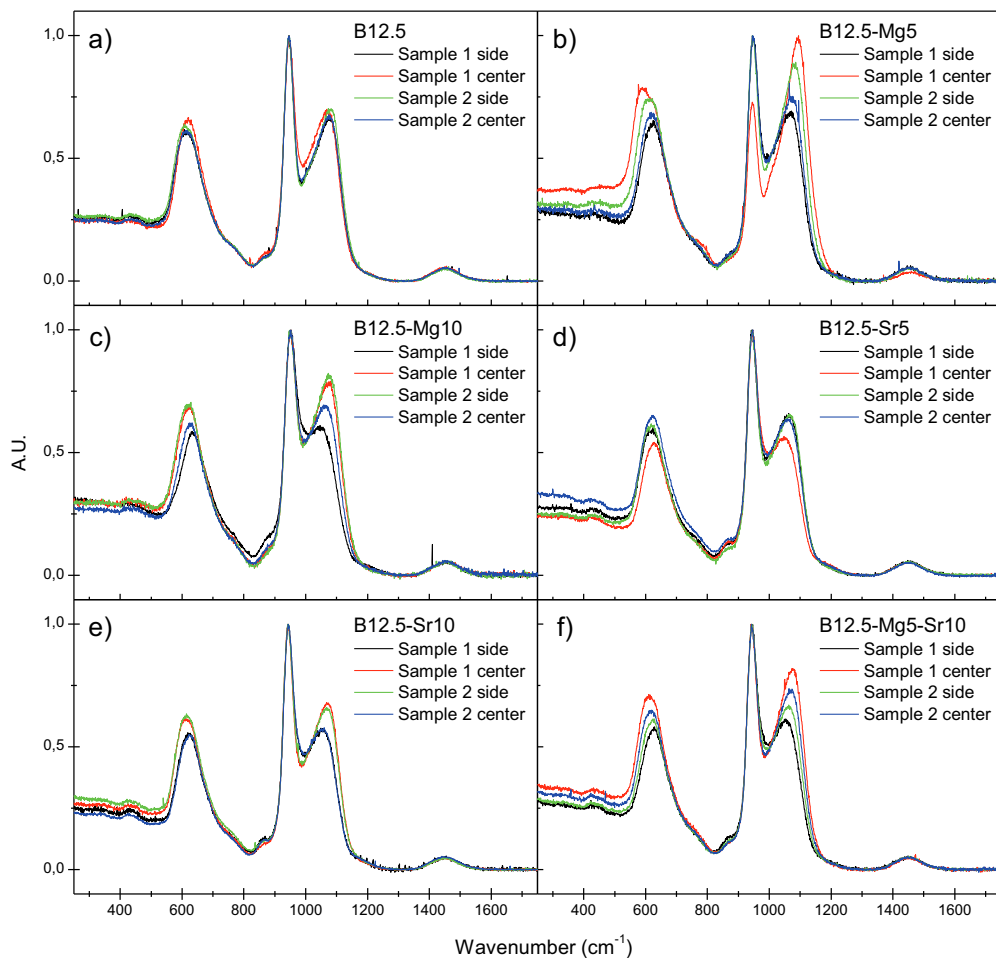 a)
B12.5
Sample 1 side
Sample 1 center
Sample 2 side
Sample 2 center
1,0
0,5
0,0
b)
B12.5-Mg5
Sample 1 side
Sample 1 center
Sample 2 side
Sample 2 center
c)
B12.5-Mg10
Sample 1 side
Sample 1 center
Sample 2 side
Sample 2 center
1,0
0,5
0,0
A.U.
d)
B12.5-Sr5
Sample 1 side
Sample 1 center
Sample 2 side
Sample 2 center
e)
B12.5-Sr10
Sample 1 side
Sample 1 center
Sample 2 side
Sample 2 center
1,0
0,5
0,0
f)
B12.5-Mg5-Sr10
Sample 1 side
Sample 1 center
Sample 2 side
Sample 2 center
400 600 800 1000 1200 1400 1600 400 600 800 1000 1200 1400 1600
Wavenumber (cm⁻¹)